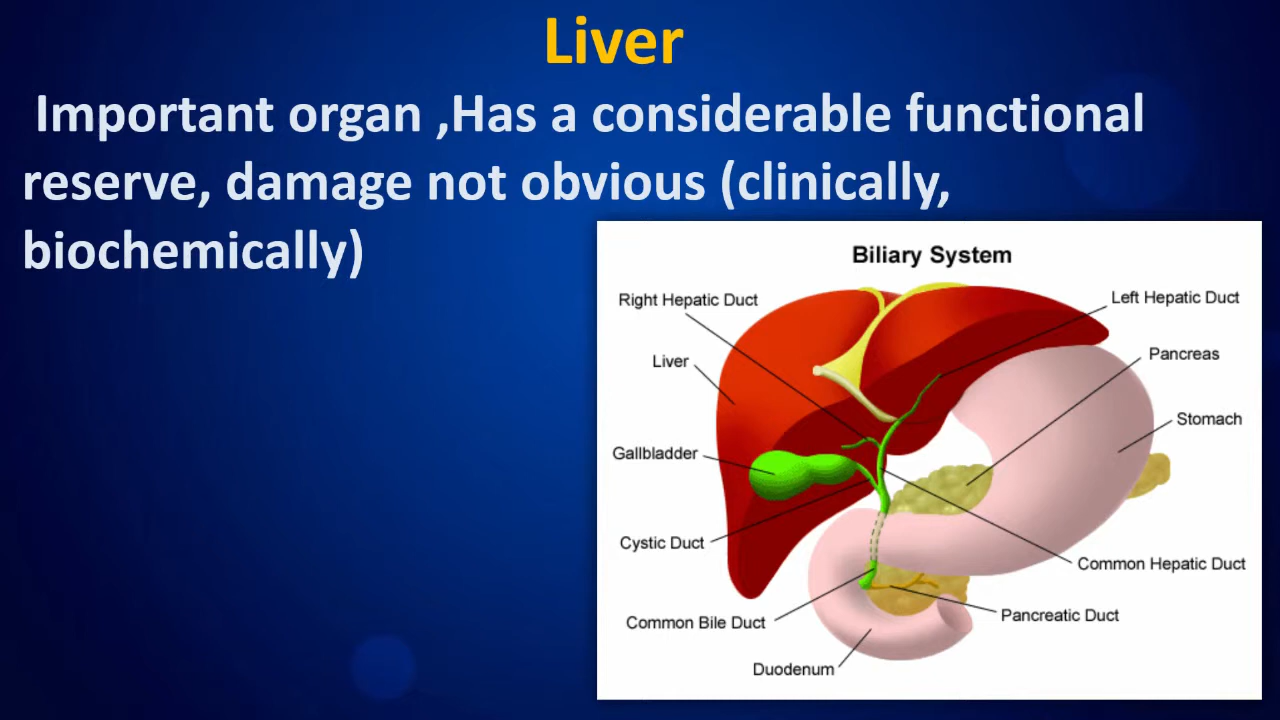 Liver
Important organ ,Has a considerable functional
reserve, damage not obvious (clinically,
biochemically)
Biliary System
Right Hepatic Duct
Left Hepatic Duct
Liver
Pancreas
Stomach
Gallbladder
Cystic Duct
Common Hepatic Duct
Common Bile Duct
Pancreatic Duct
Duodenum